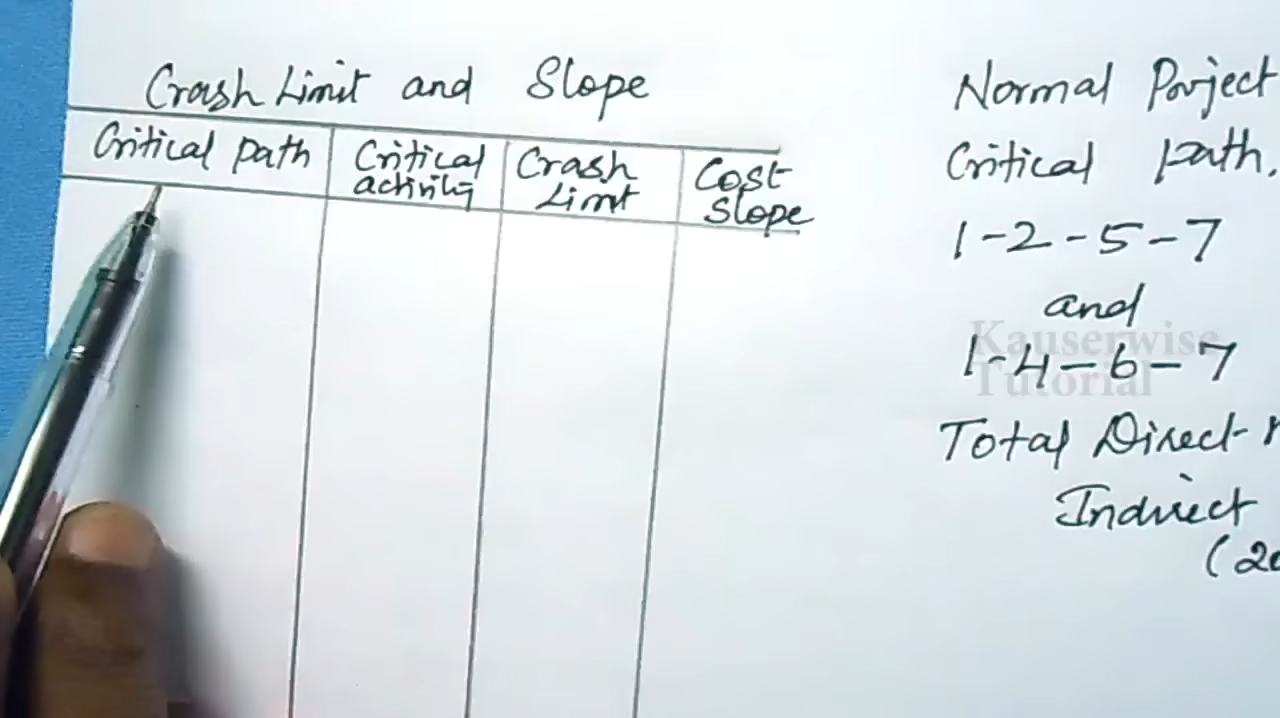 Crash Limit and Slope
Critical path
Critical
activity
Crash
Limit
Cost
Slope
Normal Porject
Critical path.
1-2-5-7
and
1-4-6-7
Kauserwise
Tutorial
Total Direct
Indirect
(20